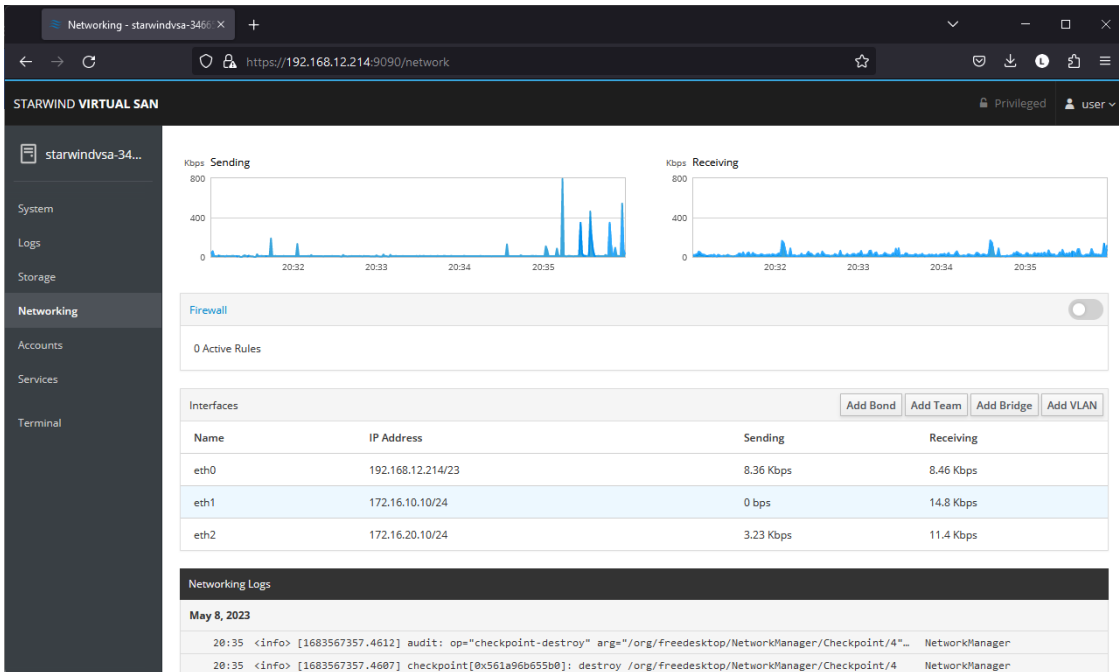 Networking - starwindvsa-3466
https://192.168.12.214:9090/network
STARWIND VIRTUAL SAN
Privileged
user
starwindvsa-34...
System
Logs
Storage
Networking
Accounts
Services
Terminal
Kbps Sending
800
400
0
20:32 20:33 20:34 20:35
Kbps Receiving
800
400
0
20:32 20:33 20:34 20:35
Firewall
0 Active Rules
Interfaces Add Bond Add Team Add Bridge Add VLAN
Name IP Address Sending Receiving
eth0 192.168.12.214/23 8.36 Kbps 8.46 Kbps
eth1 172.16.10.10/24 0 bps 14.8 Kbps
eth2 172.16.20.10/24 3.23 Kbps 11.4 Kbps
Networking Logs
May 8, 2023
20:35 <info> [1683567357.4612] audit: op="checkpoint-destroy" arg="/org/freedesktop/NetworkManager/Checkpoint/4"… NetworkManager
20:35 <info> [1683567357.4607] checkpoint[0x561a96b655b0]: destroy /org/freedesktop/NetworkManager/Checkpoint/4 NetworkManager